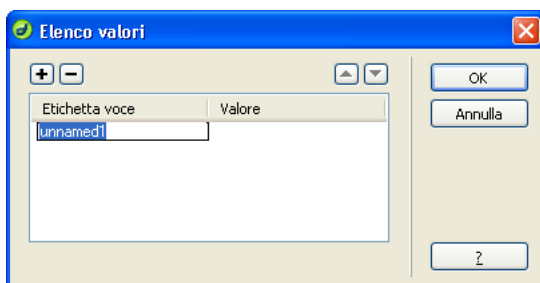 Elenco valori
+ −
OK
Etichetta voce Valore
Annulla
unnamed1
?